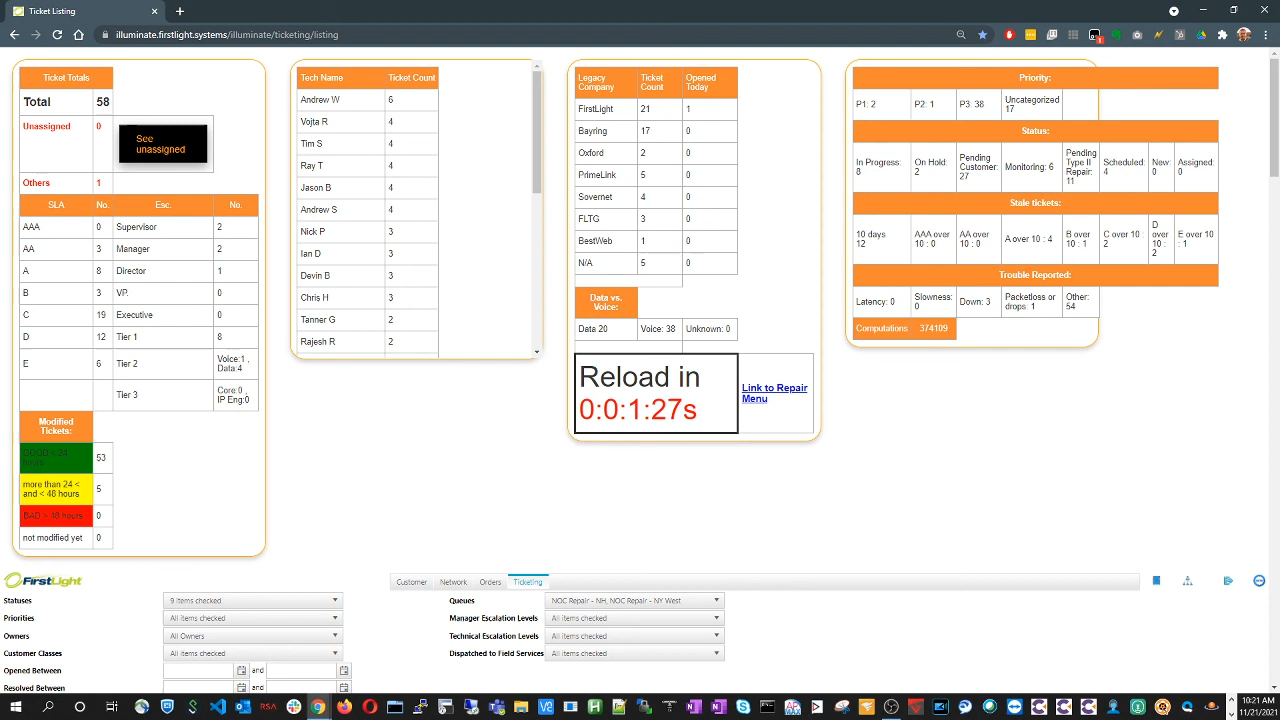 Ticket Listing
illuminate.firstlight.systems/illuminate/ticketing/listing
Ticket Totals
Total 58
Unassigned 0
See
unassigned
Others 1
SLA No. Esc. No.
AAA 0 Supervisor 2
AA 3 Manager 2
A 8 Director 1
B 3 VP. 0
C 19 Executive 0
D 12 Tier 1 8
E 6 Tier 2 Voice:1 ,
Data:4
Tier 3 Core:0 ,
IP Eng:0
Modified
Tickets:
GOOD < 24
hours 53
more than 24 <
and < 48 hours 5
BAD > 48 hours 0
not modified yet 0
Tech Name Ticket Count
Andrew W 6
Vojta R 4
Tim S 4
Ray T 4
Jason B 4
Andrew S 4
Nick P 3
Ian D 3
Devin B 3
Chris H 3
Tanner G 2
Rajesh R 2
Legacy
Company
Ticket
Count
Opened
Today
FirstLight 21 1
Bayring 17 0
Oxford 2 0
PrimeLink 5 0
Sovernet 4 0
FLTG 3 0
BestWeb 1 0
N/A 5 0
Data vs.
Voice:
Data 20 Voice: 38 Unknown: 0
Reload in
0:0:1:27s
Link to Repair
Menu
Priority:
P1: 2 P2: 1 P3: 38 Uncategorized
17
Status:
In Progress:
8
On Hold:
2
Pending
Customer:
27
Monitoring: 6
Pending
Type II
Repair:
11
Scheduled:
4
New:
0
Assigned:
0
Stale tickets:
10 days
12
AAA over
10 : 0
AA over
10 : 0
A over 10 : 4
B over
10 : 1
C over 10 :
2
D
over
10 :
2
E over 10
: 1
Trouble Reported:
Latency: 0
Slowness:
0
Down: 3
Packetloss or
drops: 1
Other:
54
Computations 374109
FirstLight
Customer Network Orders Ticketing
Statuses 9 items checked Queues NOC Repair - NH, NOC Repair - NY West
Priorities All items checked Manager Escalation Levels All items checked
Owners All Owners Technical Escalation Levels All items checked
Customer Classes All items checked Dispatched to Field Services All items checked
Opened Between and
Resolved Between and
RSA
10:21 AM
11/21/2021